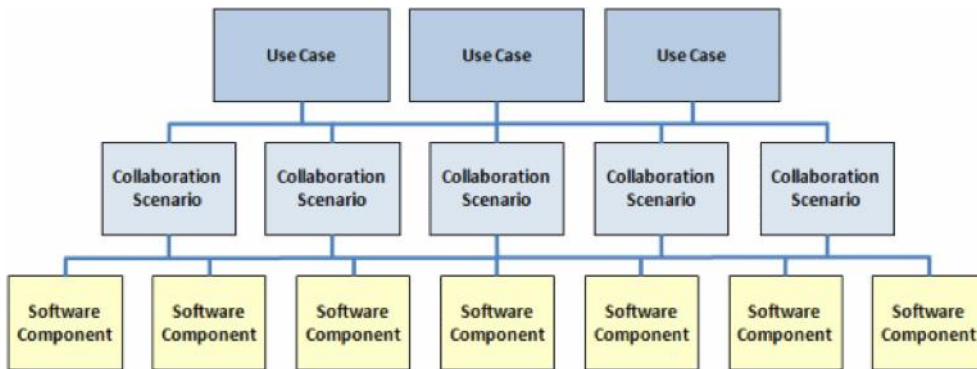 Use Case
Use Case
Use Case
Collaboration
Scenario
Collaboration
Scenario
Collaboration
Scenario
Collaboration
Scenario
Collaboration
Scenario
Software
Component
Software
Component
Software
Component
Software
Component
Software
Component
Software
Component
Software
Component